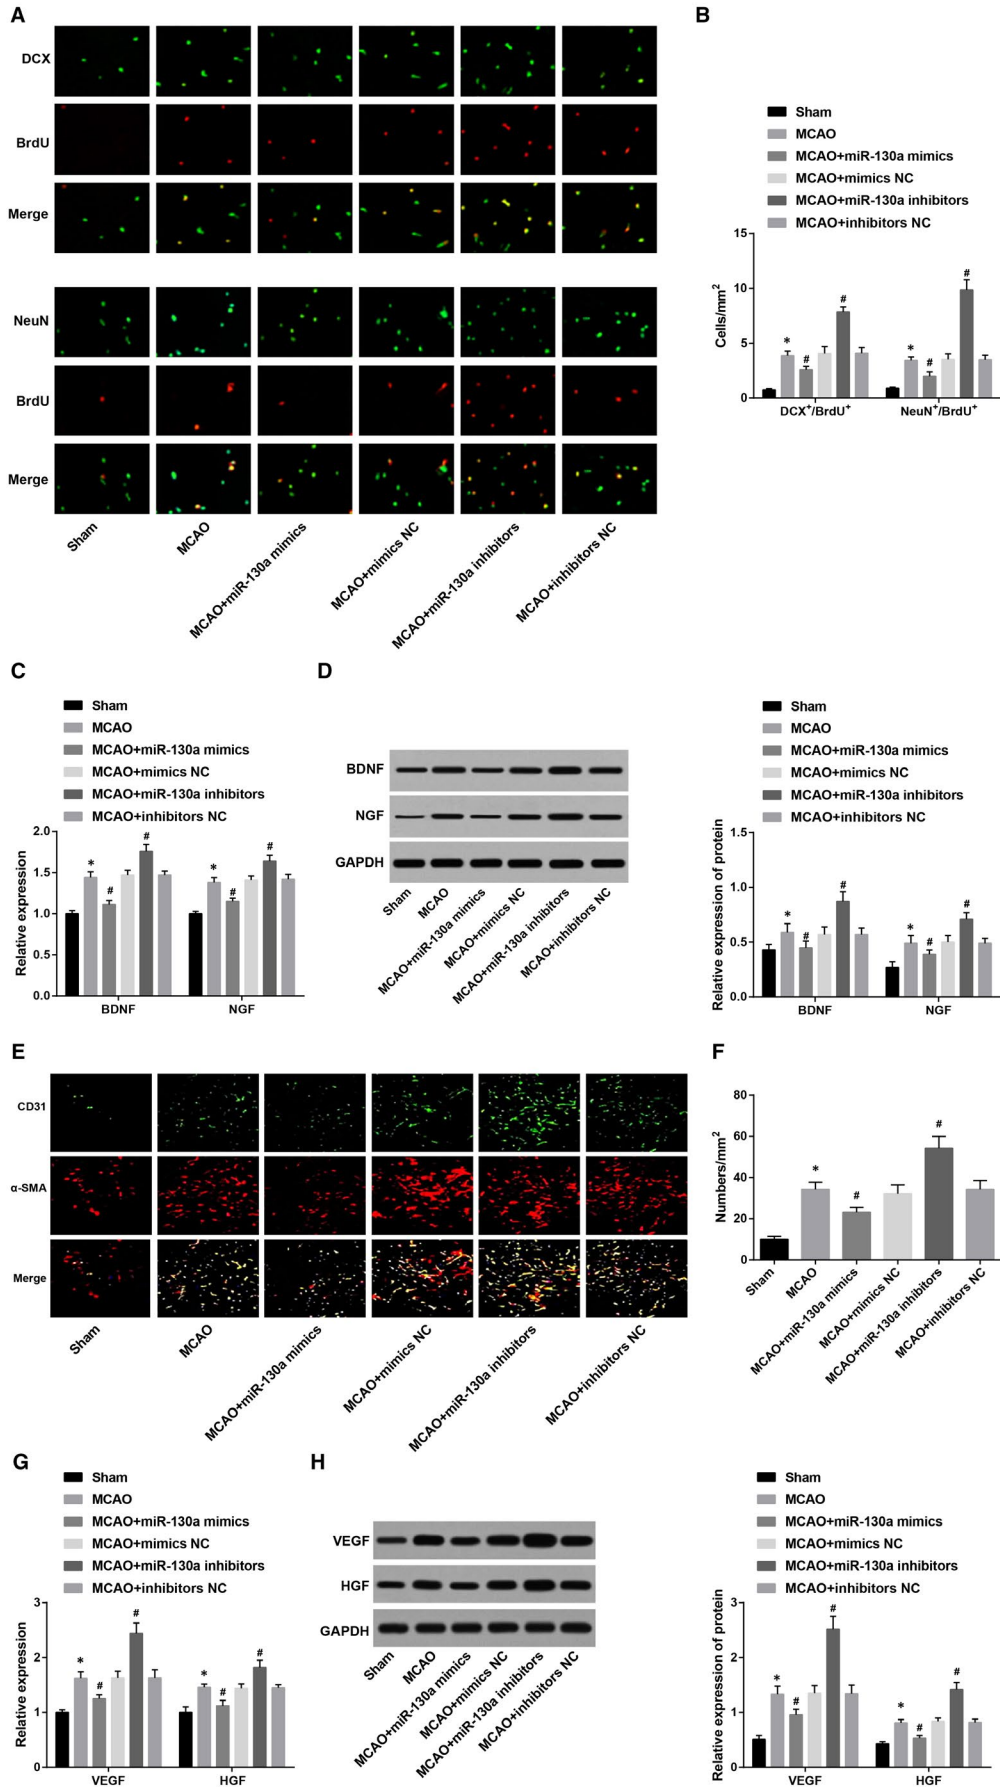 A
DCX
BrdU
Merge
NeuN
BrdU
Merge
Sham
MCAO
MCAO+miR-130a mimics
MCAO+mimics NC
MCAO+miR-130a inhibitors
MCAO+inhibitors NC
B
Sham
MCAO
MCAO+miR-130a mimics
MCAO+mimics NC
MCAO+miR-130a inhibitors
MCAO+inhibitors NC
Cells/mm²
15
10
5
0
*
#
#
*
#
#
DCX⁺/BrdU⁺
NeuN⁺/BrdU⁺
C
Sham
MCAO
MCAO+miR-130a mimics
MCAO+mimics NC
MCAO+miR-130a inhibitors
MCAO+inhibitors NC
Relative expression
2.0
1.5
1.0
0.5
0.0
*
#
#
*
#
#
BDNF
NGF
D
BDNF
NGF
GAPDH
Sham
MCAO
MCAO+miR-130a mimics
MCAO+mimics NC
MCAO+miR-130a inhibitors
MCAO+inhibitors NC
Sham
MCAO
MCAO+miR-130a mimics
MCAO+mimics NC
MCAO+miR-130a inhibitors
MCAO+inhibitors NC
Relative expression of protein
1.5
1.0
0.5
0.0
*
#
#
*
#
#
BDNF
NGF
E
CD31
α-SMA
Merge
Sham
MCAO
MCAO+miR-130a mimics
MCAO+mimics NC
MCAO+miR-130a inhibitors
MCAO+inhibitors NC
F
Numbers/mm²
80
60
40
20
0
*
#
#
Sham
MCAO
MCAO+miR-130a mimics
MCAO+mimics NC
MCAO+miR-130a inhibitors
MCAO+inhibitors NC
G
Sham
MCAO
MCAO+miR-130a mimics
MCAO+mimics NC
MCAO+miR-130a inhibitors
MCAO+inhibitors NC
Relative expression
3
2
1
0
*
#
#
*
#
#
VEGF
HGF
H
VEGF
HGF
GAPDH
Sham
MCAO
MCAO+miR-130a mimics
MCAO+mimics NC
MCAO+miR-130a inhibitors
MCAO+inhibitors NC
Sham
MCAO
MCAO+miR-130a mimics
MCAO+mimics NC
MCAO+miR-130a inhibitors
MCAO+inhibitors NC
Relative expression of protein
3
2
1
0
*
#
#
*
#
#
VEGF
HGF